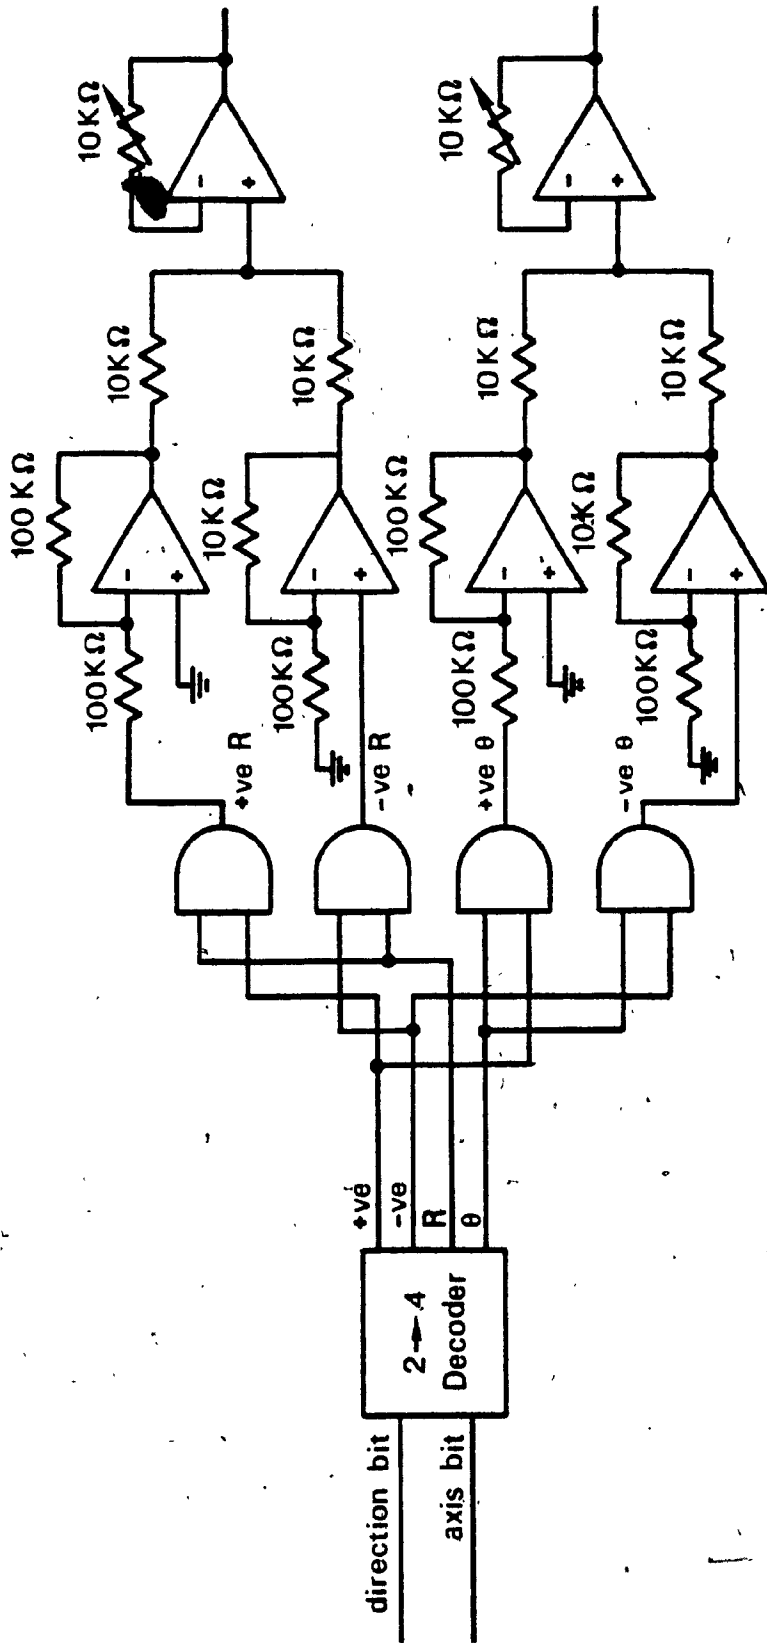 direction bit
axis bit
2→4
Decoder
+ve
-ve
R
θ
+ve R
-ve R
+ve θ
-ve θ
100KΩ
100KΩ
-
+
10KΩ
100KΩ
10KΩ
-
+
10KΩ
10KΩ
-
+
100KΩ
100KΩ
-
+
10KΩ
100KΩ
10KΩ
-
+
10KΩ
10KΩ
-
+